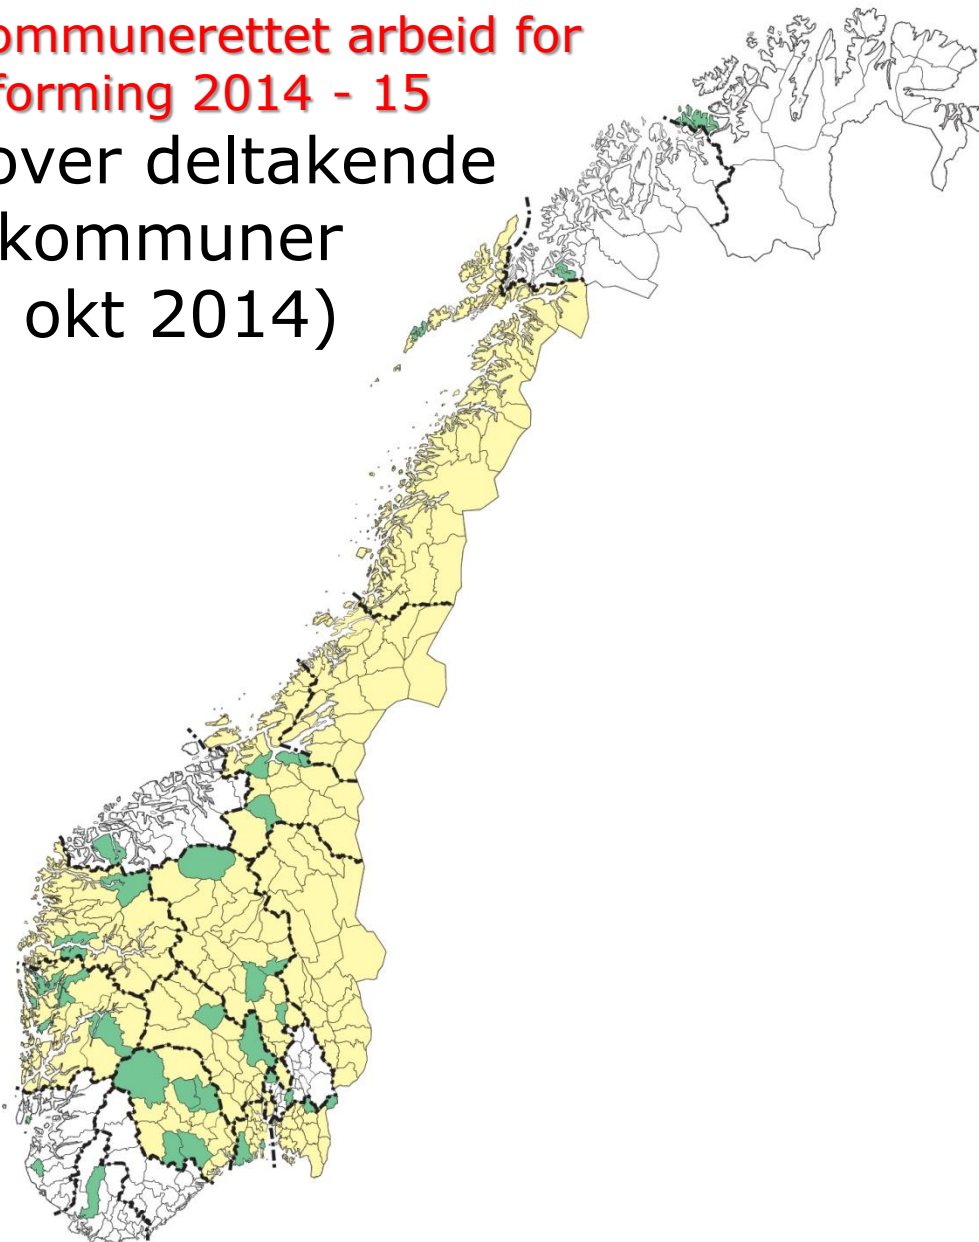 ommunerettet arbeid for
forming 2014 - 15
over deltakende
kommuner
okt 2014)